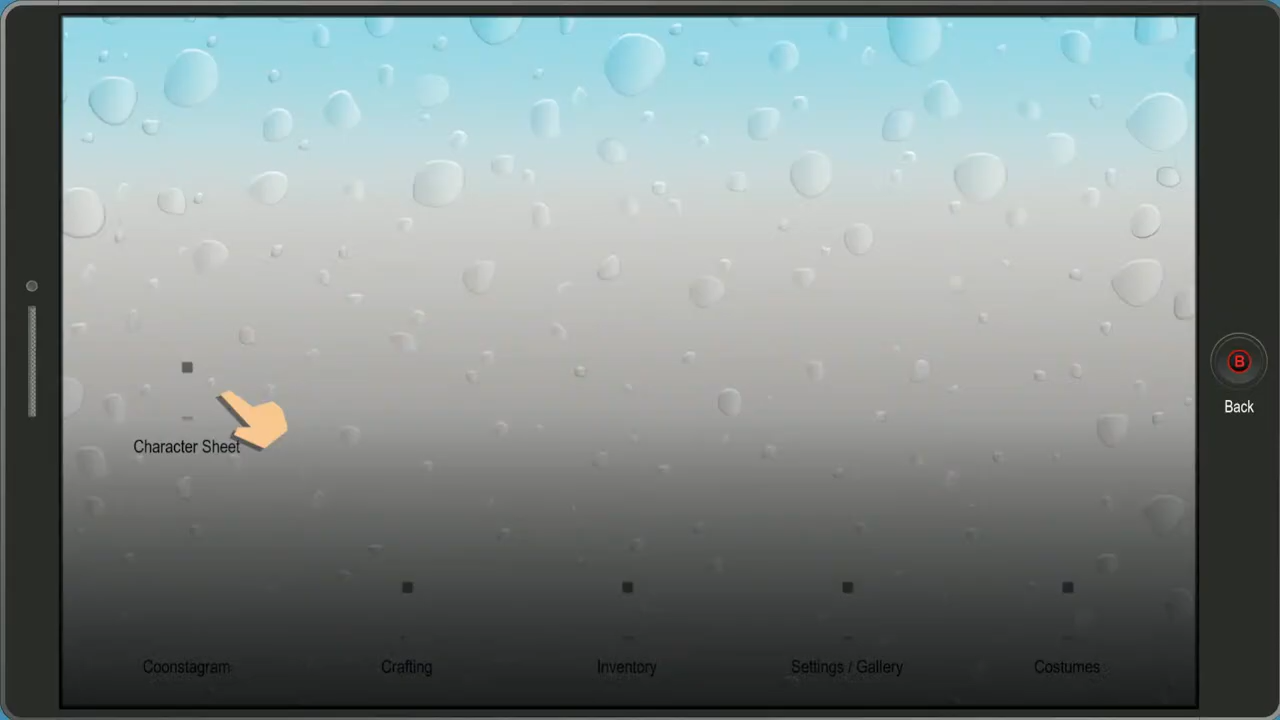 B
Back
Character Sheet
Coonstagram
Crafting
Inventory
Settings / Gallery
Costumes